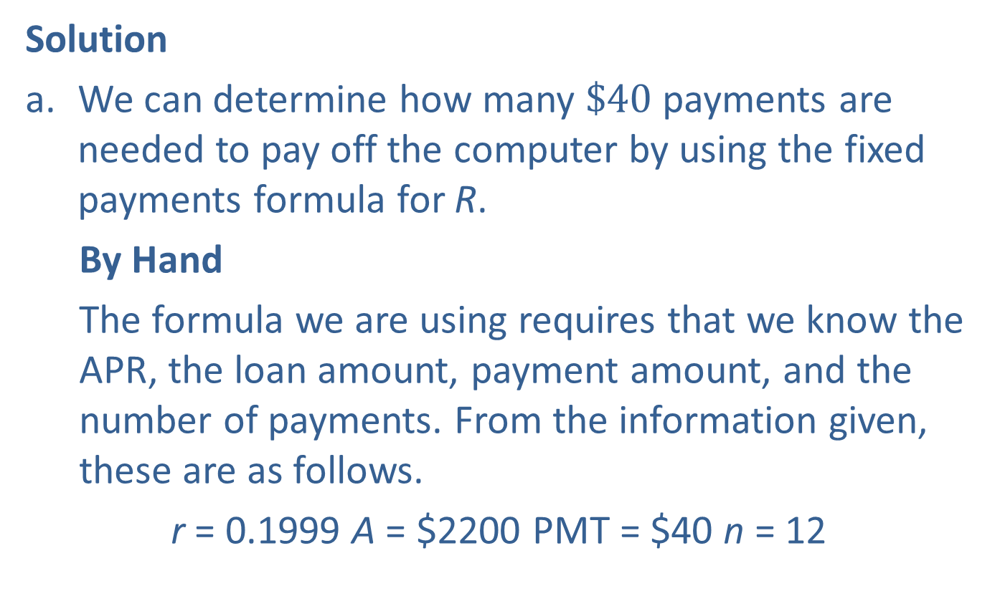 Solution
a. We can determine how many $40 payments are
needed to pay off the computer by using the fixed
payments formula for R.
By Hand
The formula we are using requires that we know the
APR, the loan amount, payment amount, and the
number of payments. From the information given,
these are as follows.
r = 0.1999 A = $2200 PMT = $40 n = 12